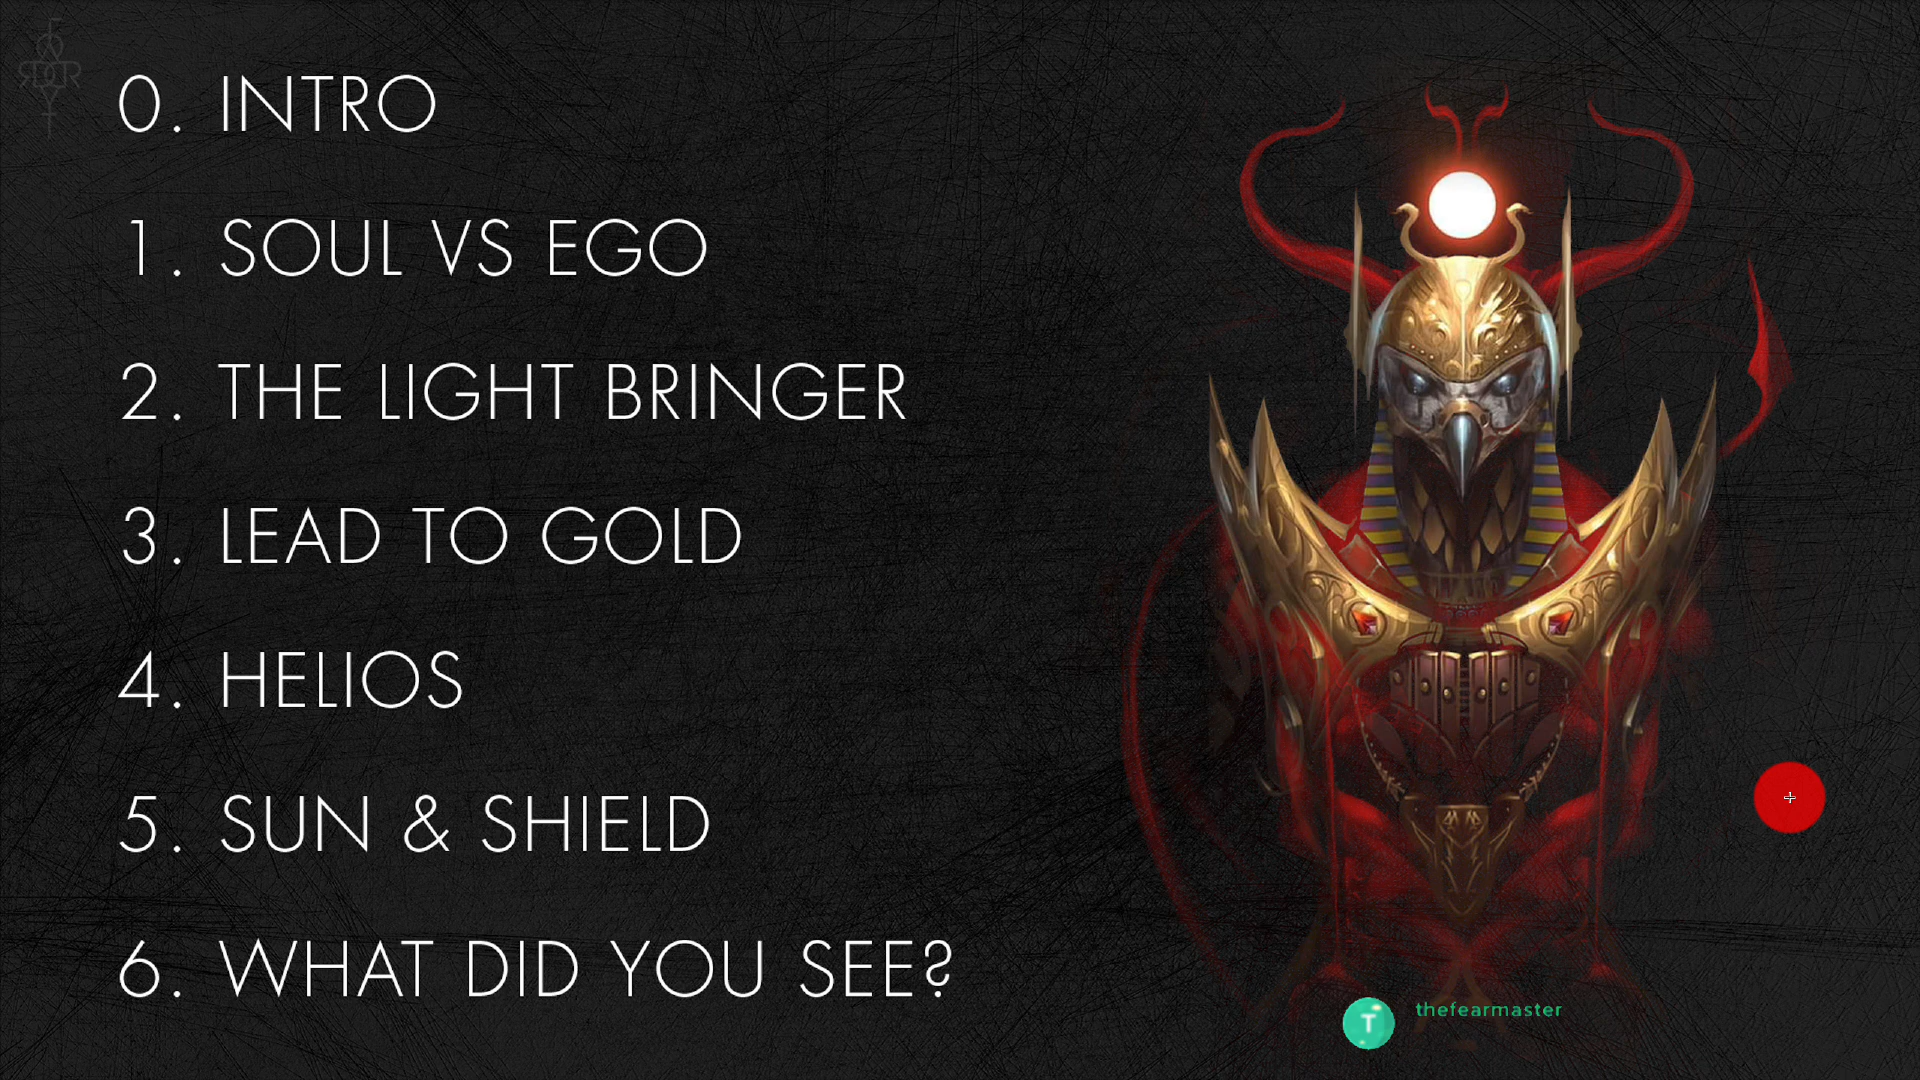 0. INTRO
1. SOUL VS EGO
2. THE LIGHT BRINGER
3. LEAD TO GOLD
4. HELIOS
5. SUN & SHIELD
6. WHAT DID YOU SEE?
T
thefearmaster